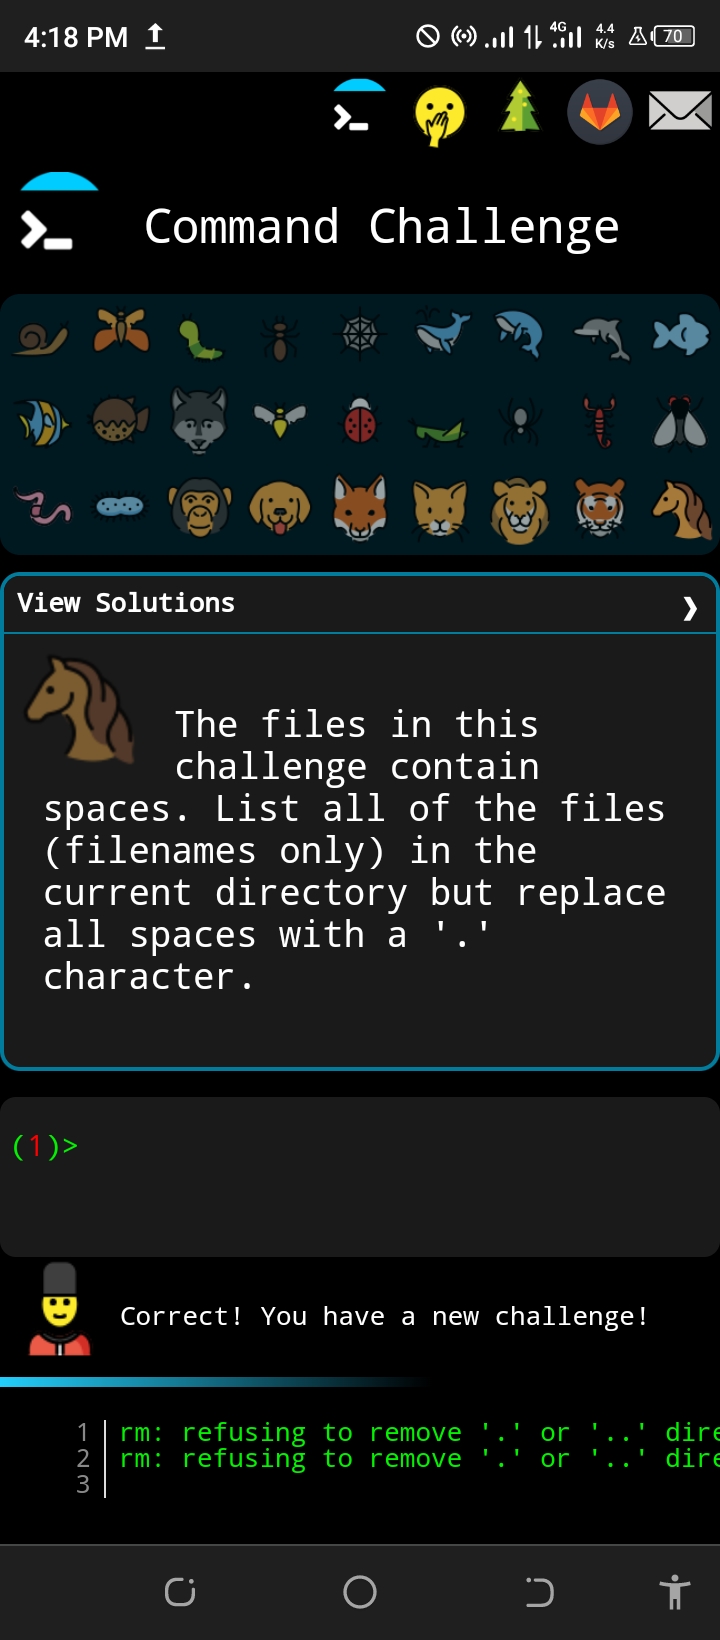 4:18 PM
4G
4.4
K/s
70
Command Challenge
View Solutions
The files in this
challenge contain
spaces. List all of the files
(filenames only) in the
current directory but replace
all spaces with a '.'
character.
(1)>
Correct! You have a new challenge!
1 rm: refusing to remove '.' or '..' dire
2 rm: refusing to remove '.' or '..' dire
3